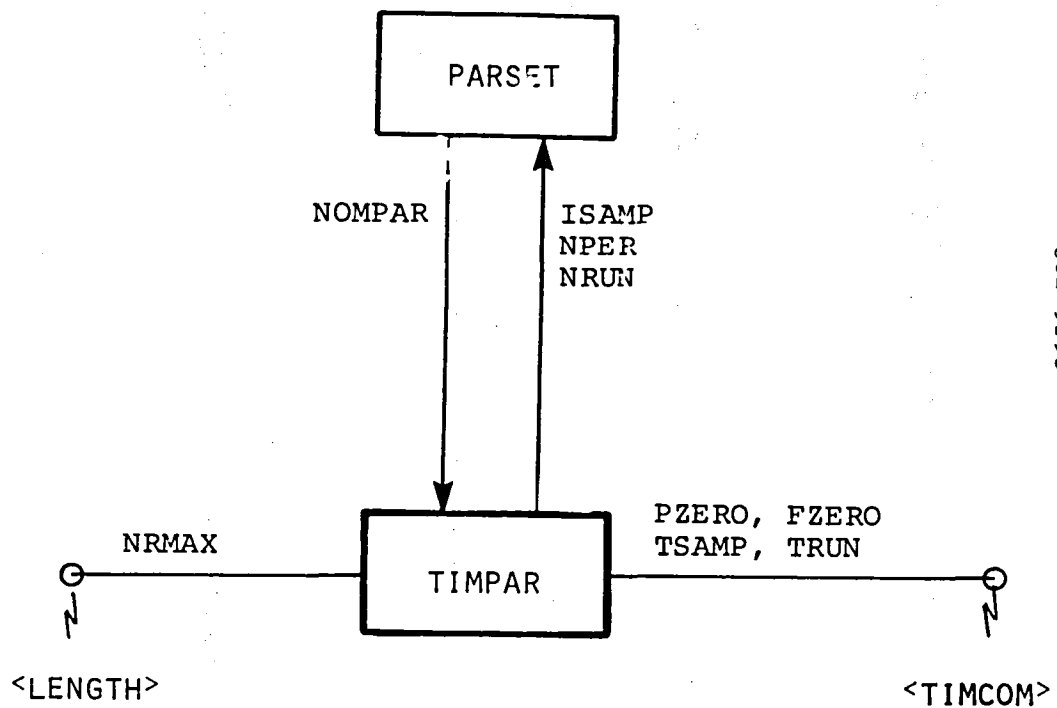 PARSET
NOMPAR
ISAMP
NPER
NRUN
NRMAX
PZERO, FZERO
TSAMP, TRUN
TIMPAR
<LENGTH>
<TIMCOM>